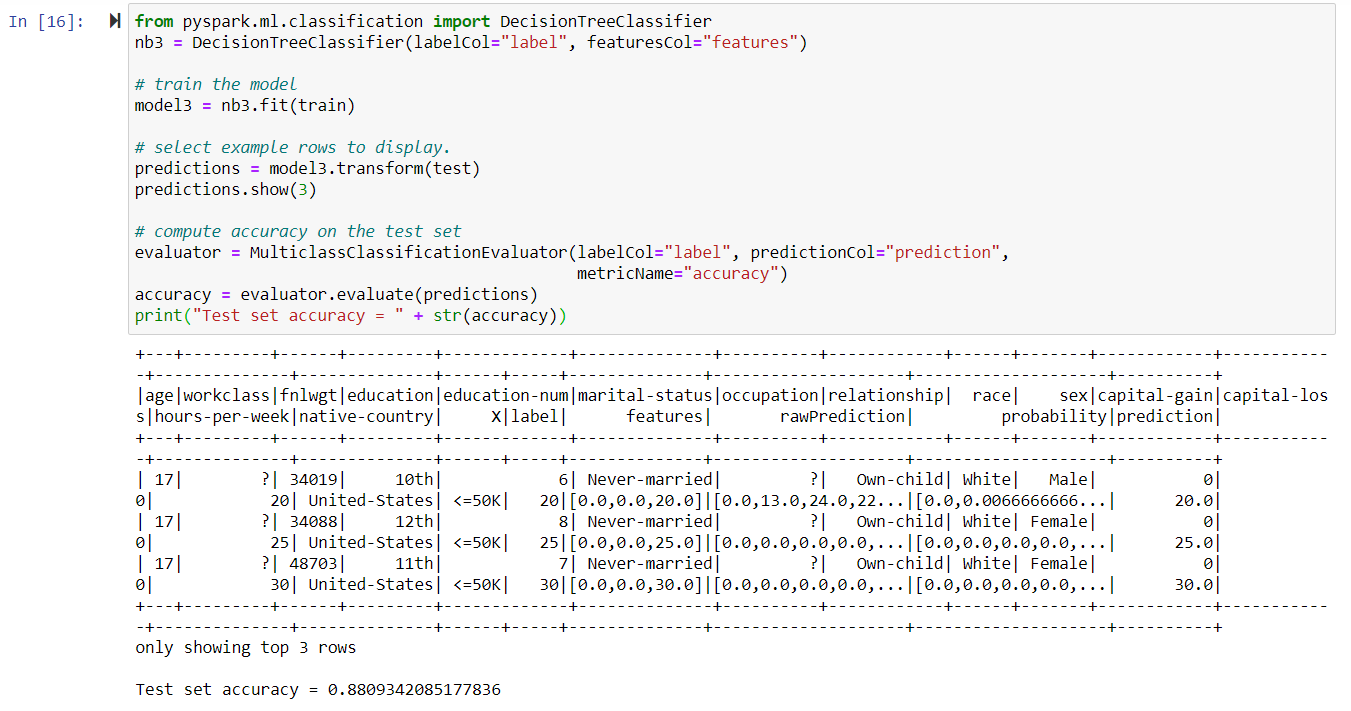 In [16]:
from pyspark.ml.classification import DecisionTreeClassifier
nb3 = DecisionTreeClassifier(labelCol="label", featuresCol="features")
# train the model
model3 = nb3.fit(train)
# select example rows to display.
predictions = model3.transform(test)
predictions.show(3)
# compute accuracy on the test set
evaluator = MulticlassClassificationEvaluator(labelCol="label", predictionCol="prediction",
metricName="accuracy")
accuracy = evaluator.evaluate(predictions)
print("Test set accuracy = " + str(accuracy))
+---+---------+------+---------+-------------+--------------+----------+------------+------+-------+------------+-----------
-+--------------+--------------+------+-----+--------------+--------------------+--------------------+----------+
|age|workclass|fnlwgt|education|education-num|marital-status|occupation|relationship|  race|    sex|capital-gain|capital-los
s|hours-per-week|native-country|     X|label|      features|       rawPrediction|         probability|prediction|
+---+---------+------+---------+-------------+--------------+----------+------------+------+-------+------------+-----------
-+--------------+--------------+------+-----+--------------+--------------------+--------------------+----------+
| 17|        ?| 34019|     10th|            6| Never-married|         ?|   Own-child| White|   Male|           0|
0|            20| United-States| <=50K|   20|[0.0,0.0,20.0]|[0.0,13.0,24.0,22...|[0.0,0.0066666666...|      20.0|
| 17|        ?| 34088|     12th|            8| Never-married|         ?|   Own-child| White| Female|           0|
0|            25| United-States| <=50K|   25|[0.0,0.0,25.0]|[0.0,0.0,0.0,0.0,...|[0.0,0.0,0.0,0.0,...|      25.0|
| 17|        ?| 48703|     11th|            7| Never-married|         ?|   Own-child| White| Female|           0|
0|            30| United-States| <=50K|   30|[0.0,0.0,30.0]|[0.0,0.0,0.0,0.0,...|[0.0,0.0,0.0,0.0,...|      30.0|
+---+---------+------+---------+-------------+--------------+----------+------------+------+-------+------------+-----------
-+--------------+--------------+------+-----+--------------+--------------------+--------------------+----------+
only showing top 3 rows
Test set accuracy = 0.8809342085177836